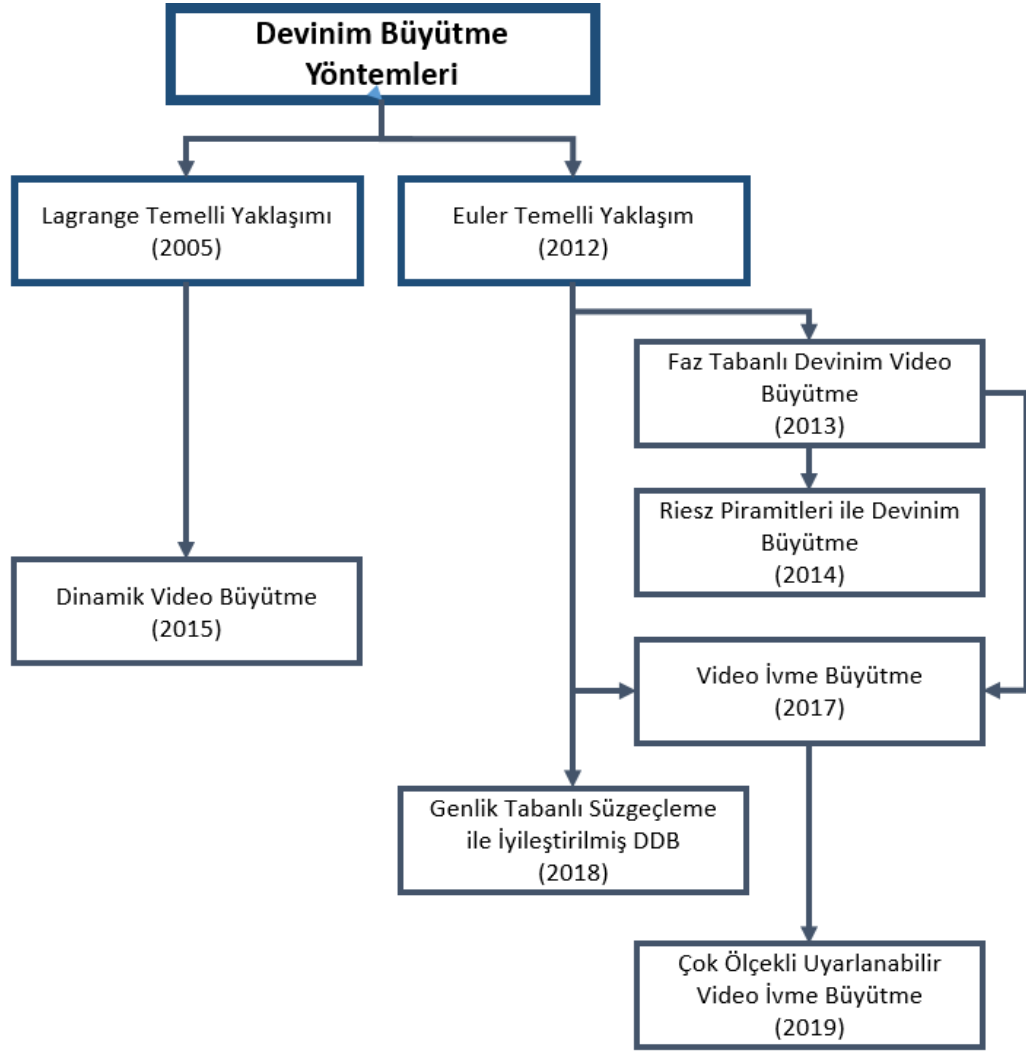 Devinim Büyütme
Yöntemleri
Lagrange Temelli Yaklaşımı
(2005)
Euler Temelli Yaklaşım
(2012)
Faz Tabanlı Devinim Video
Büyütme
(2013)
Riesz Piramitleri ile Devinim
Büyütme
(2014)
Dinamik Video Büyütme
(2015)
Video İvme Büyütme
(2017)
Genlik Tabanlı Süzgeçleme
ile İyileştirilmiş DDB
(2018)
Çok Ölçekli Uyarlanabilir
Video İvme Büyütme
(2019)